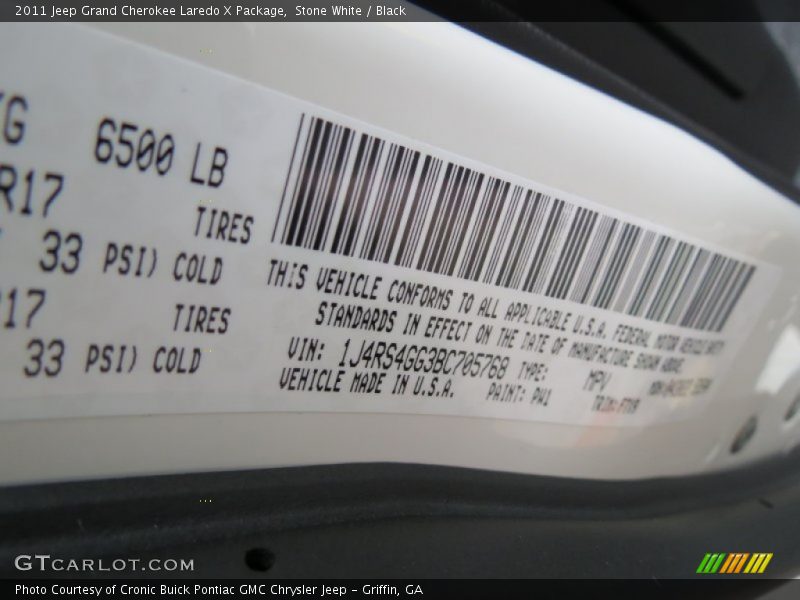 2011 Jeep Grand Cherokee Laredo X Package, Stone White / Black
G 6500 LB
R17 TIRES
33 PSI) COLD
R17 TIRES
33 PSI) COLD
THIS VEHICLE CONFORMS TO ALL APPLICABLE U.S.A. FEDERAL MOTOR VEHICLE SAFETY
STANDARDS IN EFFECT ON THE DATE OF MANUFACTURE SHOWN ABOVE.
VIN: 1J4RS4GG3BC705768 TYPE: MPV
VEHICLE MADE IN U.S.A. PAINT: PW1 TRIM:
GTCARLOT.COM
Photo Courtesy of Cronic Buick Pontiac GMC Chrysler Jeep - Griffin, GA